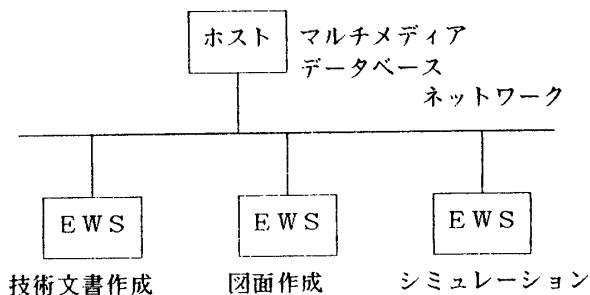 ホスト
マルチメディア
データベース
ネットワーク
EWS
EWS
EWS
技術文書作成
図面作成
シミュレーション